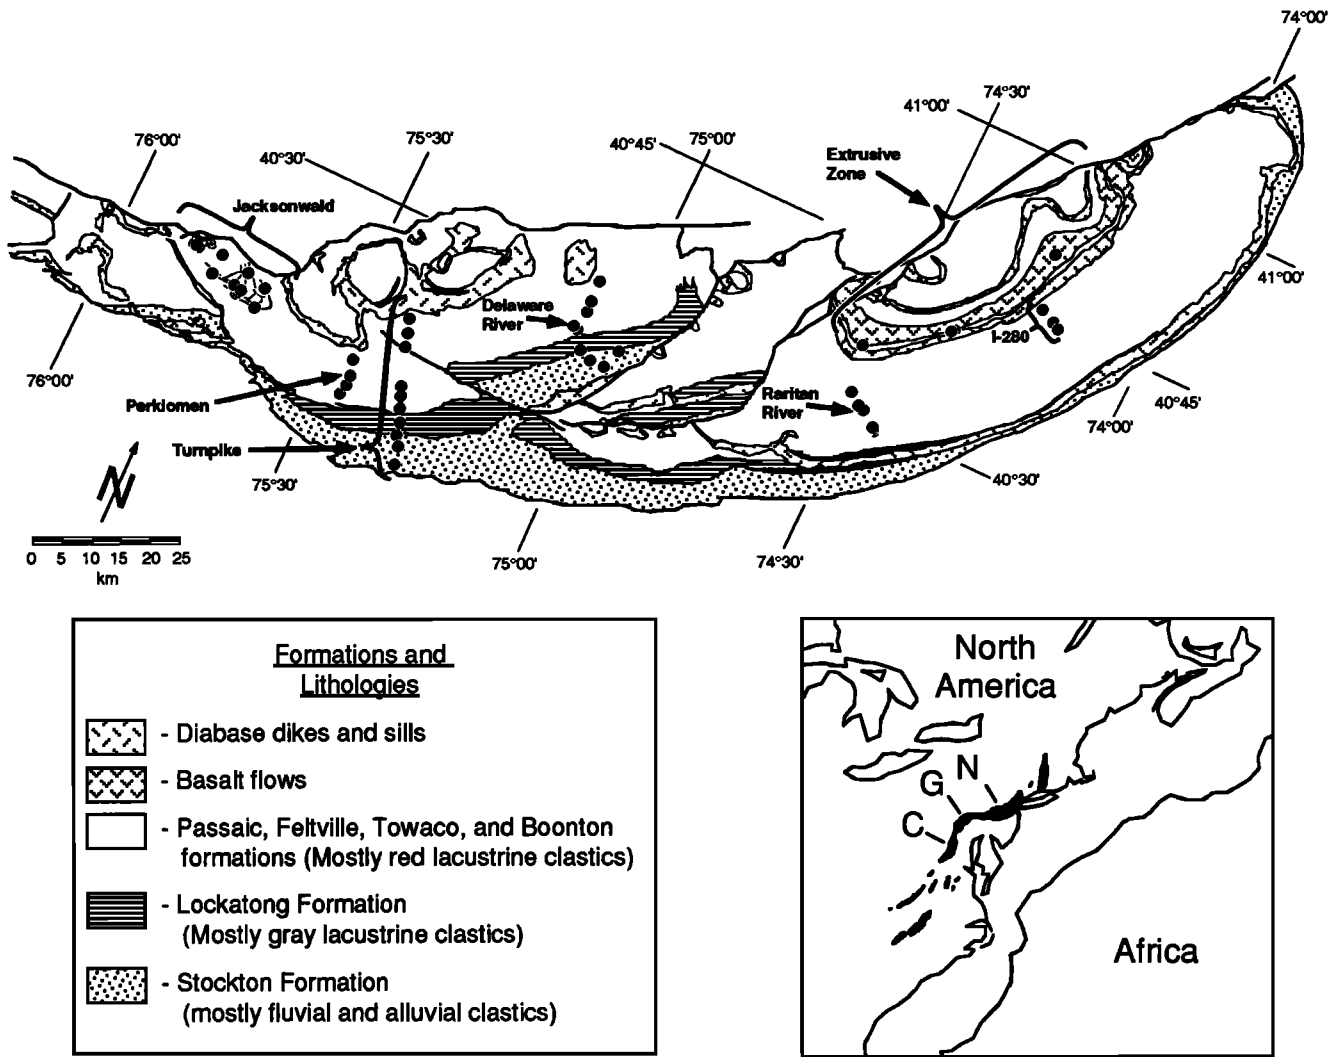 74°00'
74°30'
41°00'
76°00'
75°30'
40°30'
40°45'
75°00'
Extrusive
Zone
Jacksonwald
41°00'
Delaware
River
I-280
76°00'
Perkiomen
Raritan
River
40°45'
74°00'
Turnpike
75°30'
40°30'
N
75°00'
74°30'
0 5 10 15 20 25
km
Formations and
Lithologies
- Diabase dikes and sills
- Basalt flows
- Passaic, Feltville, Towaco, and Boonton
formations (Mostly red lacustrine clastics)
- Lockatong Formation
(Mostly gray lacustrine clastics)
- Stockton Formation
(mostly fluvial and alluvial clastics)
North
America
N
G
C
Africa